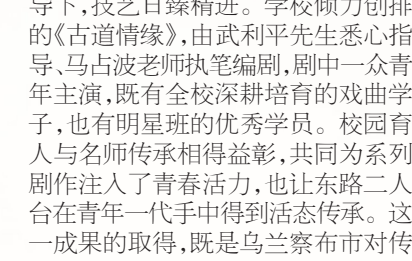 导下，技艺日臻精进。学校倾力创排
的《古道情缘》，由武利平先生悉心指
导、马占波老师执笔编剧，剧中一众青
年主演，既有全校深耕培育的戏曲学
子，也有明星班的优秀学员。校园育
人与名师传承相得益彰，共同为系列
剧作注入了青春活力，也让东路二人
台在青年一代手中得到活态传承。这
一成果的取得，既是乌兰察布市对传